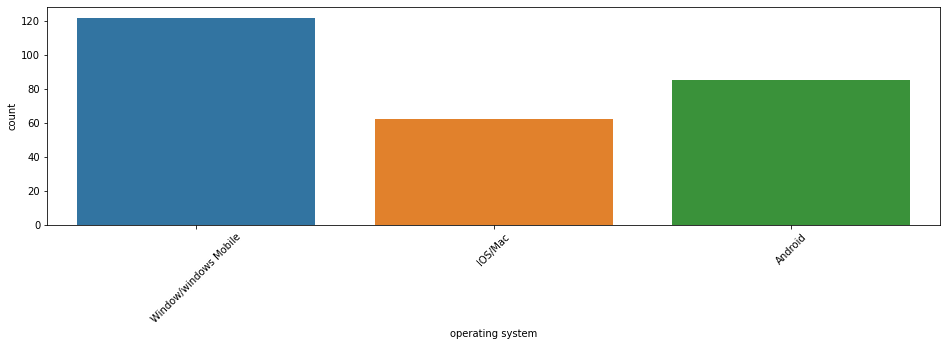 count
120
100
80
60
40
20
0
Window/windows Mobile
IOS/Mac
Android
operating system